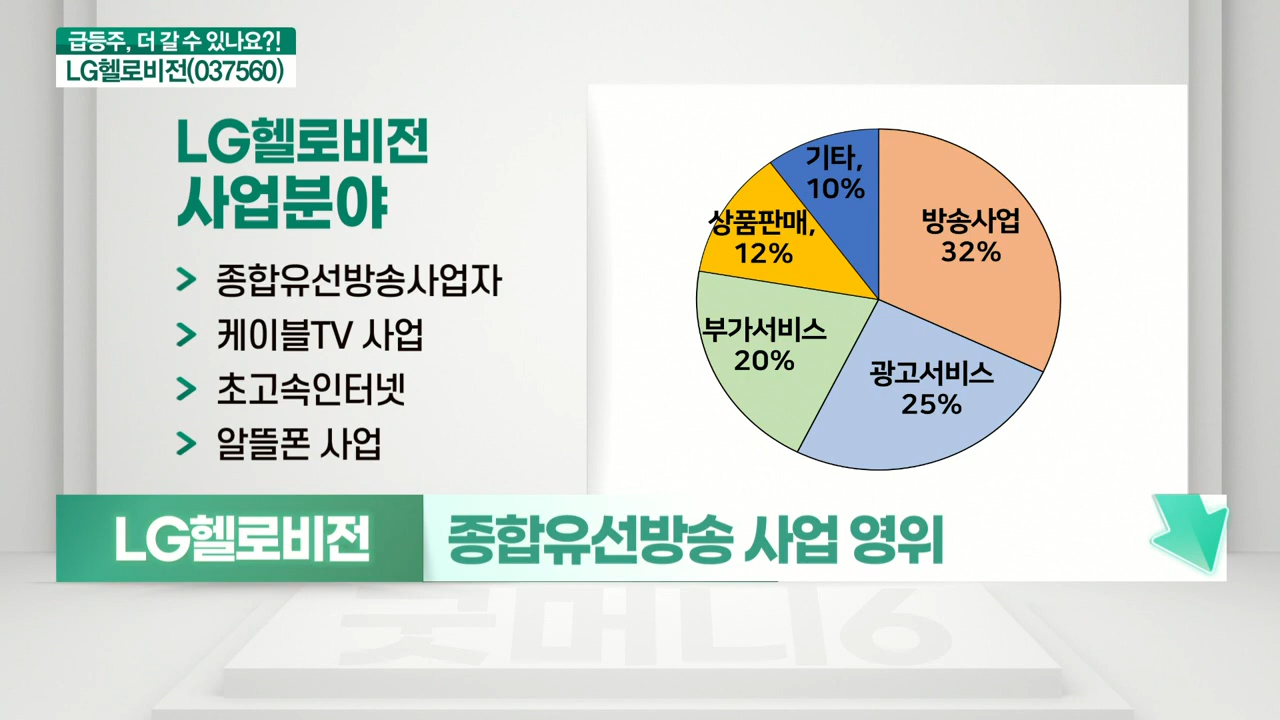 급등주, 더 갈 수 있나요?!
LG헬로비전(037560)
LG헬로비전
사업분야
> 종합유선방송사업자
> 케이블TV 사업
> 초고속인터넷
> 알뜰폰 사업
기타,
10%
방송사업
32%
상품판매,
12%
부가서비스
20%
광고서비스
25%
LG헬로비전
종합유선방송 사업 영위
굿머니6